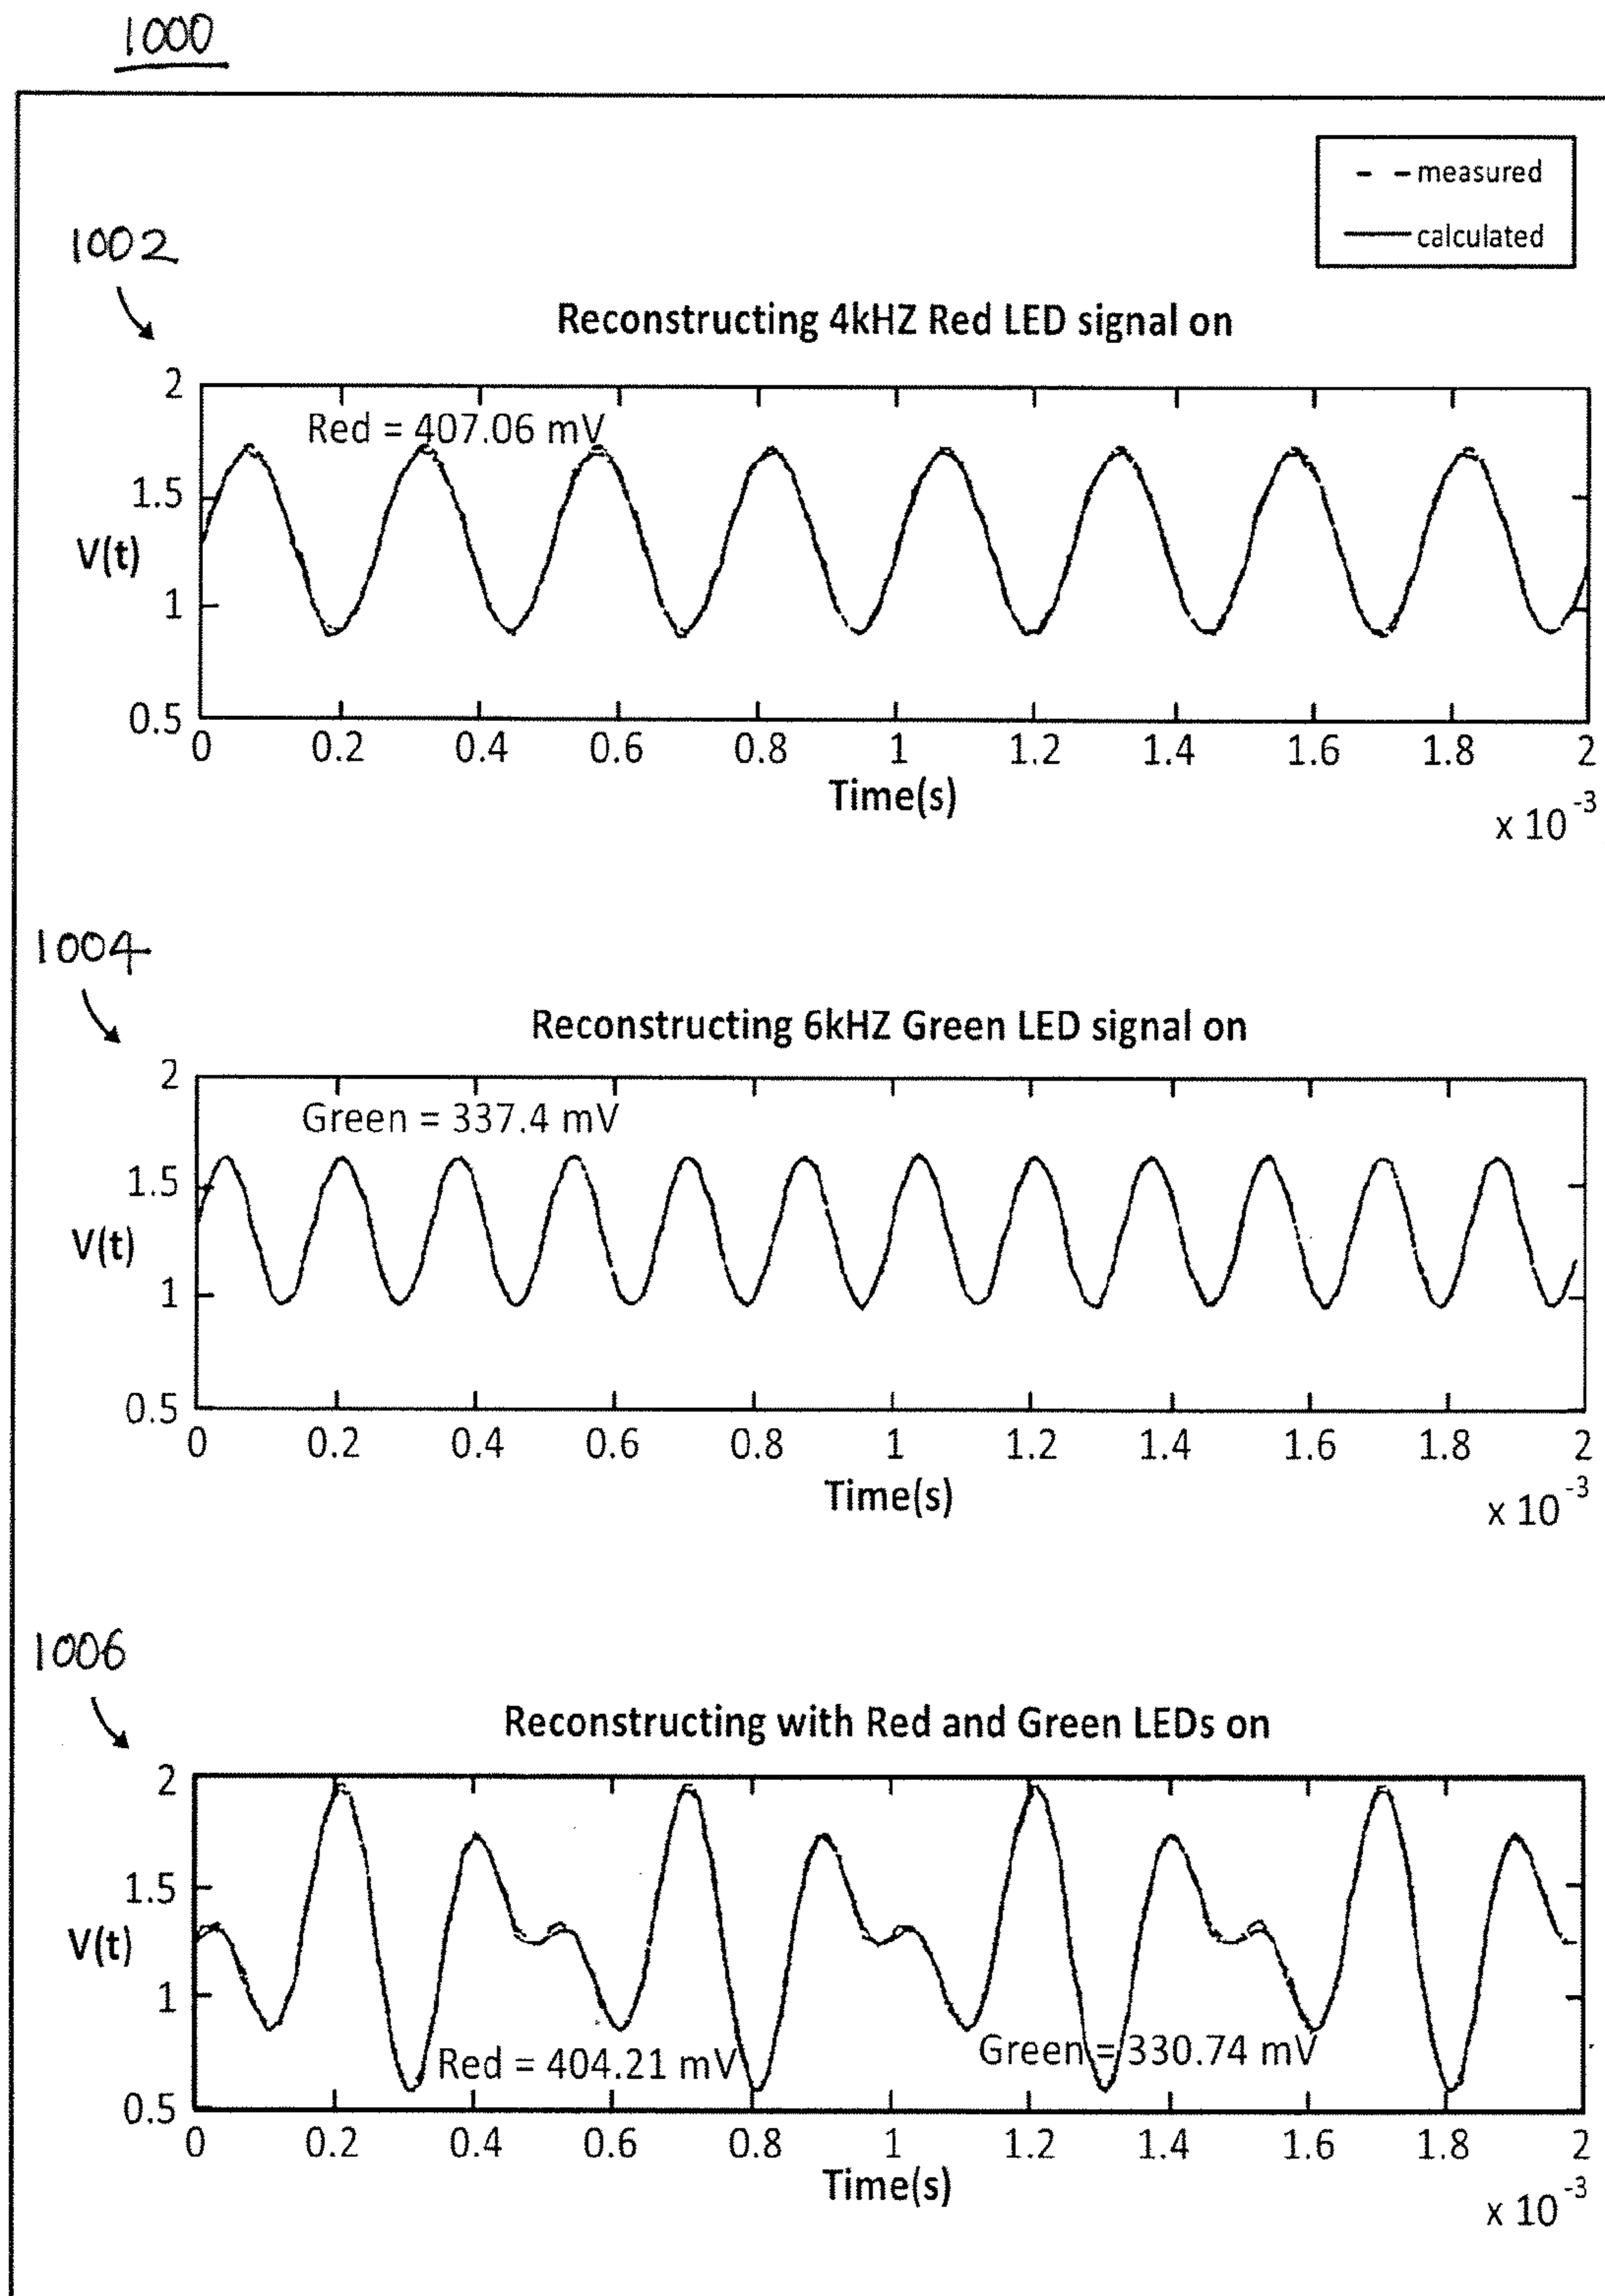 1000
- - measured
calculated
1002
Reconstructing 4kHZ Red LED signal on
2
Red = 407.06 mV
1.5
V(t)
1
0.5
0 0.2 0.4 0.6 0.8 1 1.2 1.4 1.6 1.8 2
Time(s)
x 10-3
1004
Reconstructing 6kHZ Green LED signal on
2
Green = 337.4 mV
1.5
V(t)
1
0.5
0 0.2 0.4 0.6 0.8 1 1.2 1.4 1.6 1.8 2
Time(s)
x 10-3
1006
Reconstructing with Red and Green LEDs on
2
1.5
V(t)
1
Red = 404.21 mV Green = 330.74 mV
0.5
0 0.2 0.4 0.6 0.8 1 1.2 1.4 1.6 1.8 2
Time(s)
x 10-3